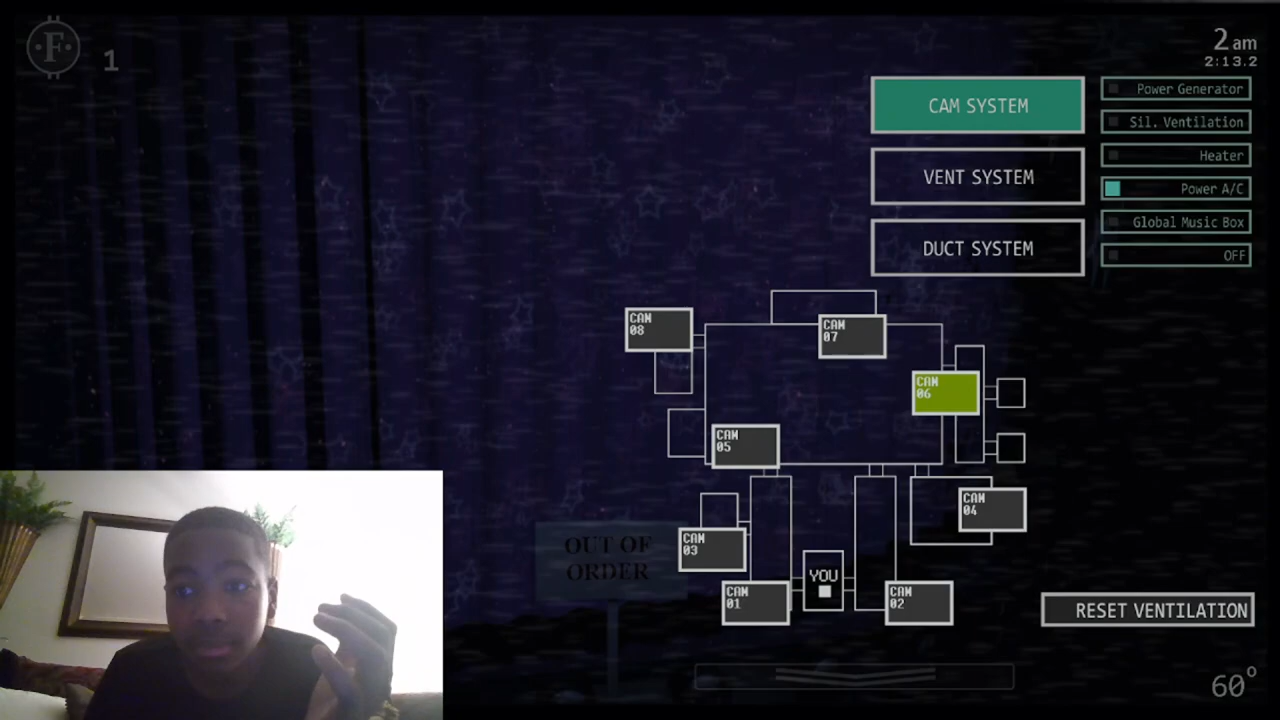 F
1
2 am
2:13.2
CAM SYSTEM
VENT SYSTEM
DUCT SYSTEM
Power Generator
Sil. Ventilation
Heater
Power A/C
Global Music Box
OFF
CAM
08
CAM
07
CAM
06
CAM
05
CAM
04
CAM
03
CAM
01
YOU
CAM
02
OUT OF
ORDER
RESET VENTILATION
60°